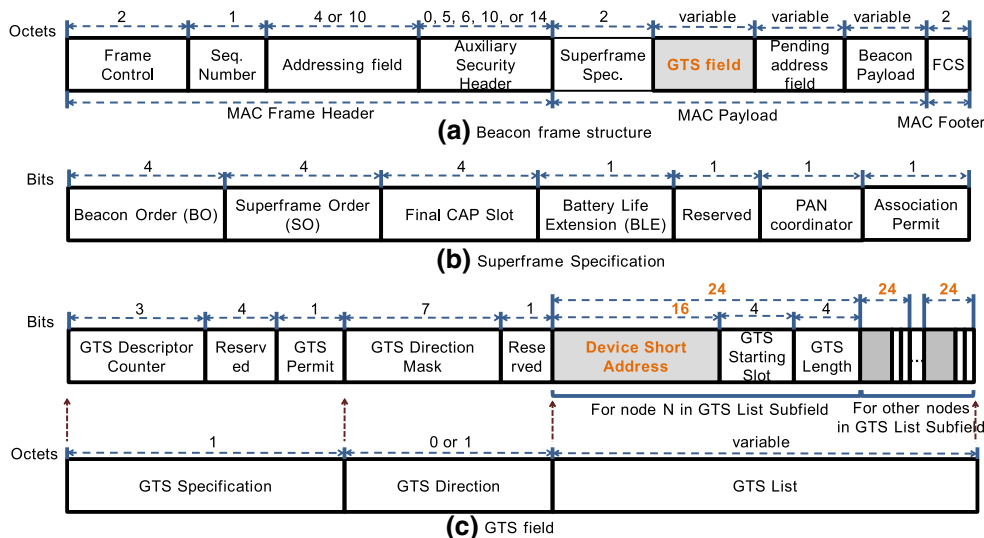 Octets 2 1 4 or 10 0, 5, 6, 10, or 14 2 variable variable variable 2
Frame Control
Seq. Number
Addressing field
Auxiliary Security Header
Superframe Spec.
GTS field
Pending address field
Beacon Payload
FCS
MAC Frame Header
MAC Payload
MAC Footer
(a) Beacon frame structure
Bits 4 4 4 1 1 1 1
Beacon Order (BO)
Superframe Order (SO)
Final CAP Slot
Battery Life Extension (BLE)
Reserved
PAN coordinator
Association Permit
(b) Superframe Specification
24 24 24
Bits 3 4 1 7 1 16 4 4
GTS Descriptor Counter
Reserv ed
GTS Permit
GTS Direction Mask
Rese rved
Device Short Address
GTS Starting Slot
GTS Length
...
For node N in GTS List Subfield
For other nodes in GTS List Subfield
Octets 1 0 or 1 variable
GTS Specification
GTS Direction
GTS List
(c) GTS field